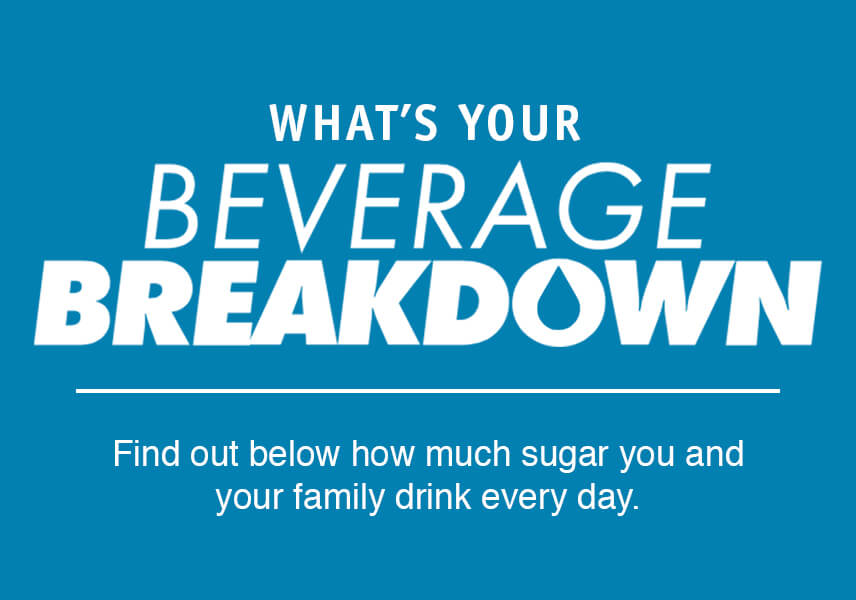 WHAT'S YOUR
BEVERAGE
BREAKDOWN
Find out below how much sugar you and
your family drink every day.